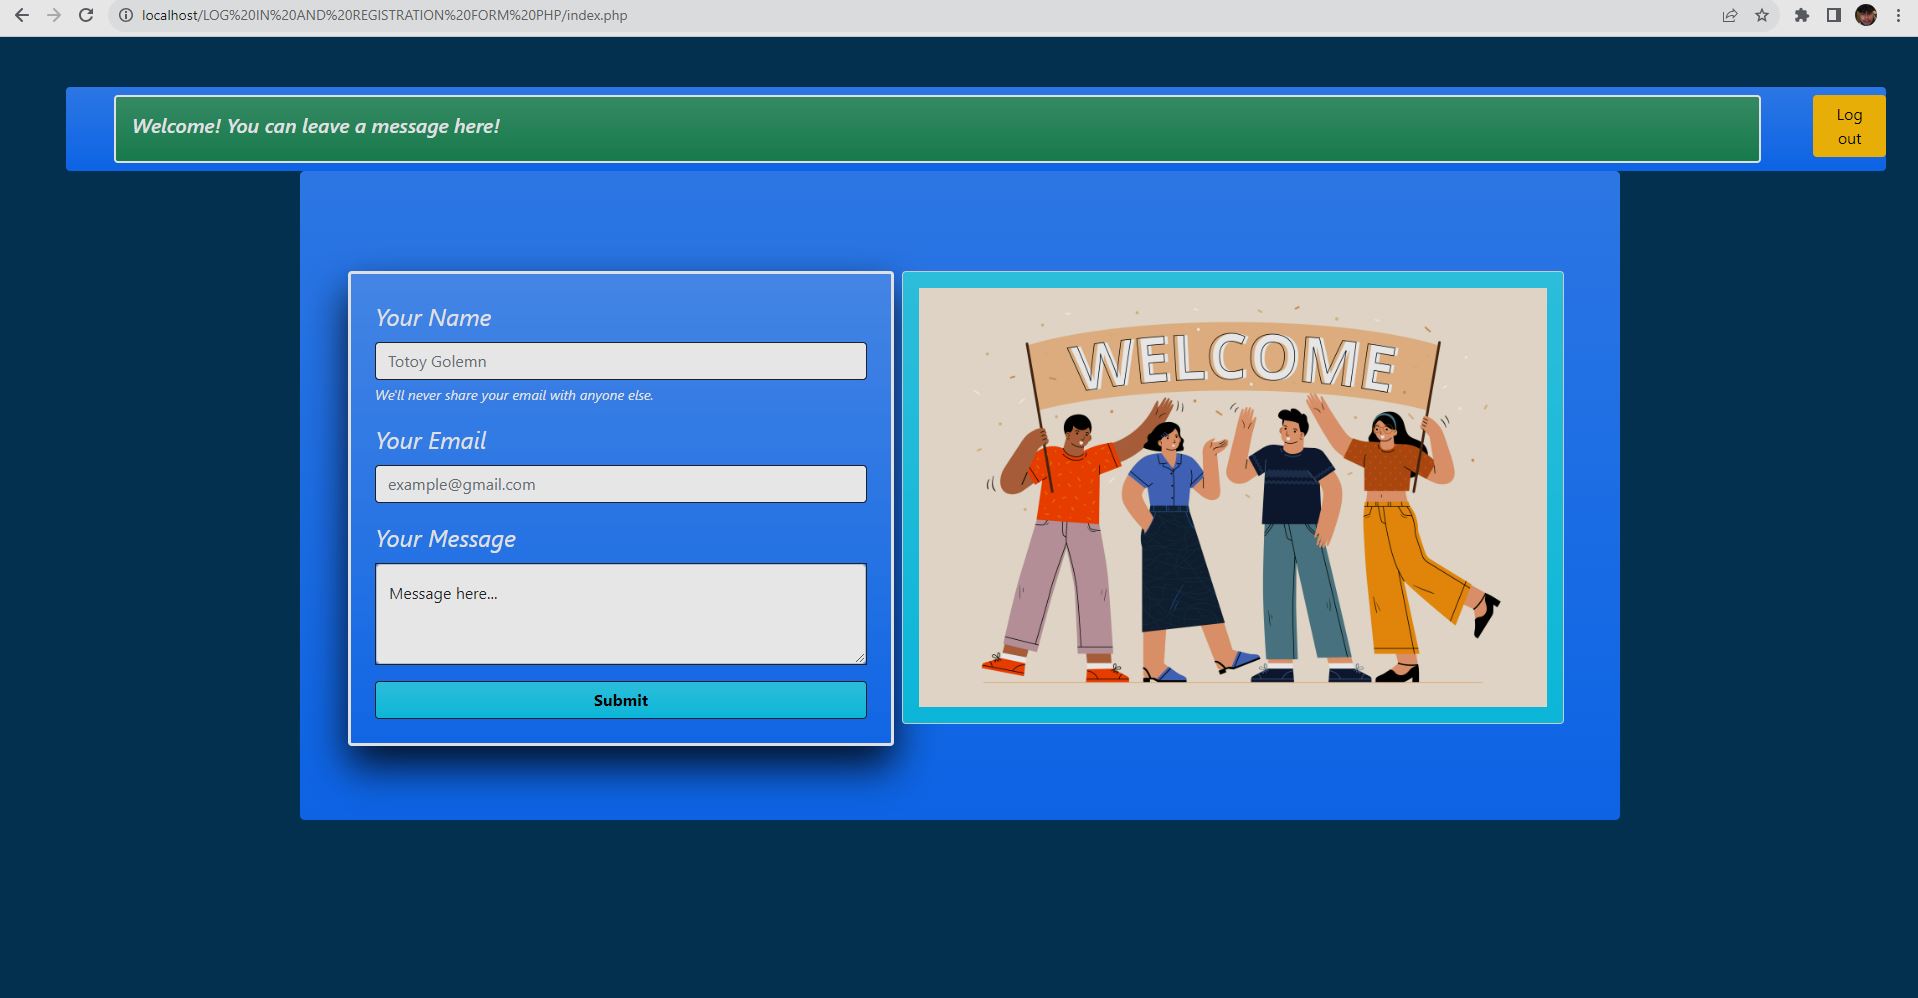 localhost/LOG%20IN%20AND%20REGISTRATION%20FORM%20PHP/index.php
Welcome! You can leave a message here!
Log
out
Your Name
Totoy Golemn
We'll never share your email with anyone else.
Your Email
example@gmail.com
Your Message
Message here...
Submit
WELCOME